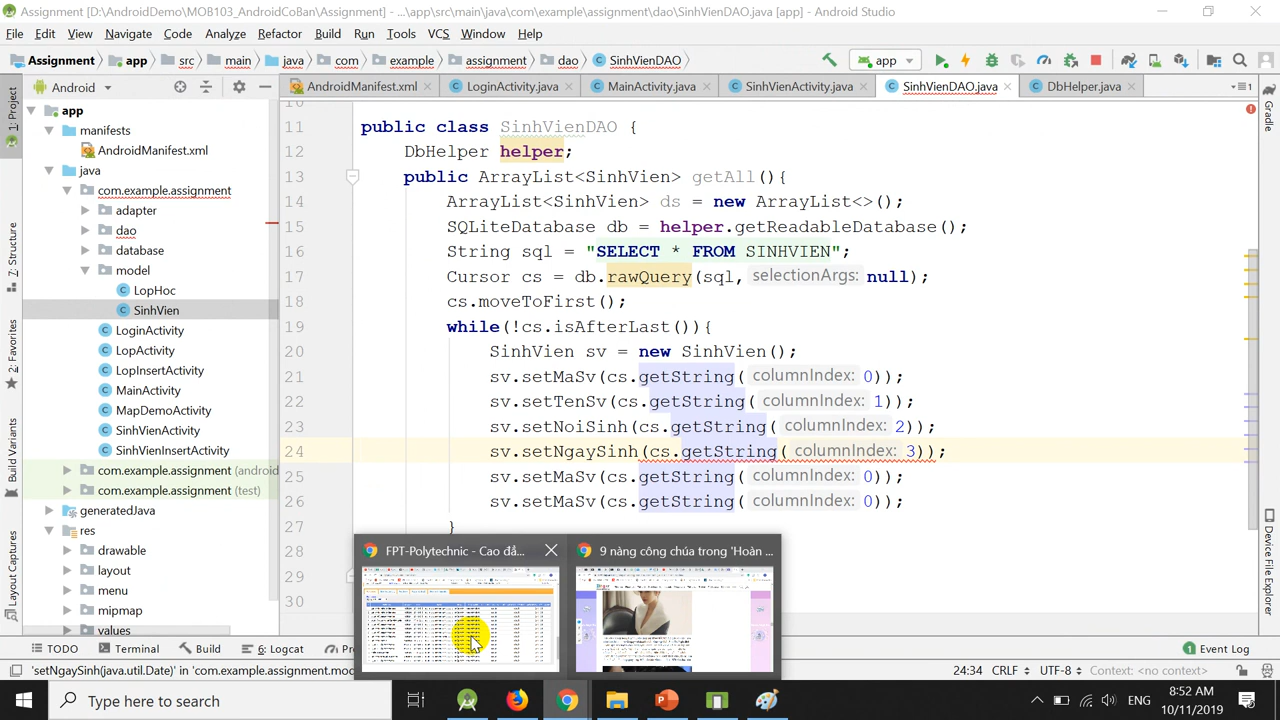 Assignment [D:\AndroidDemo\MOB103_AndroidCoBan\Assignment] - ...\app\src\main\java\com\example\assignment\dao\SinhVienDAO.java [app] - Android Studio
File Edit View Navigate Code Analyze Refactor Build Run Tools VCS Window Help
Assignment app src main java com example assignment dao SinhVienDAO app
Android AndroidManifest.xml LoginActivity.java MainActivity.java SinhVienActivity.java SinhVienDAO.java DbHelper.java
1: Project
7: Structure
2: Favorites
Build Variants
Captures
app
manifests
AndroidManifest.xml
java
com.example.assignment
adapter
dao
database
model
LopHoc
SinhVien
LoginActivity
LopActivity
LopInsertActivity
MainActivity
MapDemoActivity
SinhVienActivity
SinhVienInsertActivity
com.example.assignment (android
com.example.assignment (test)
generatedJava
res
drawable
layout
menu
mipmap
values
11 public class SinhVienDAO {
12 DbHelper helper;
13 public ArrayList<SinhVien> getAll(){
14 ArrayList<SinhVien> ds = new ArrayList<>();
15 SQLiteDatabase db = helper.getReadableDatabase();
16 String sql = "SELECT * FROM SINHVIEN";
17 Cursor cs = db.rawQuery(sql, selectionArgs: null);
18 cs.moveToFirst();
19 while(!cs.isAfterLast()){
20 SinhVien sv = new SinhVien();
21 sv.setMaSv(cs.getString( columnIndex: 0));
22 sv.setTenSv(cs.getString( columnIndex: 1));
23 sv.setNoiSinh(cs.getString( columnIndex: 2));
24 sv.setNgaySinh(cs.getString( columnIndex: 3));
25 sv.setMaSv(cs.getString( columnIndex: 0));
26 sv.setMaSv(cs.getString( columnIndex: 0));
27 }
28
Gradle
Device File Explorer
FPT-Polytechnic - Cao đẳ...
9 nàng công chúa trong 'Hoàn ...
TODO Terminal Build 6: Logcat Event Log
'setNgaySinh(java.util.Date)' in 'com.example.assignment.mod
24:34 CRLF UTF-8 Context: <no context>
Type here to search
ENG
8:52 AM
10/11/2019